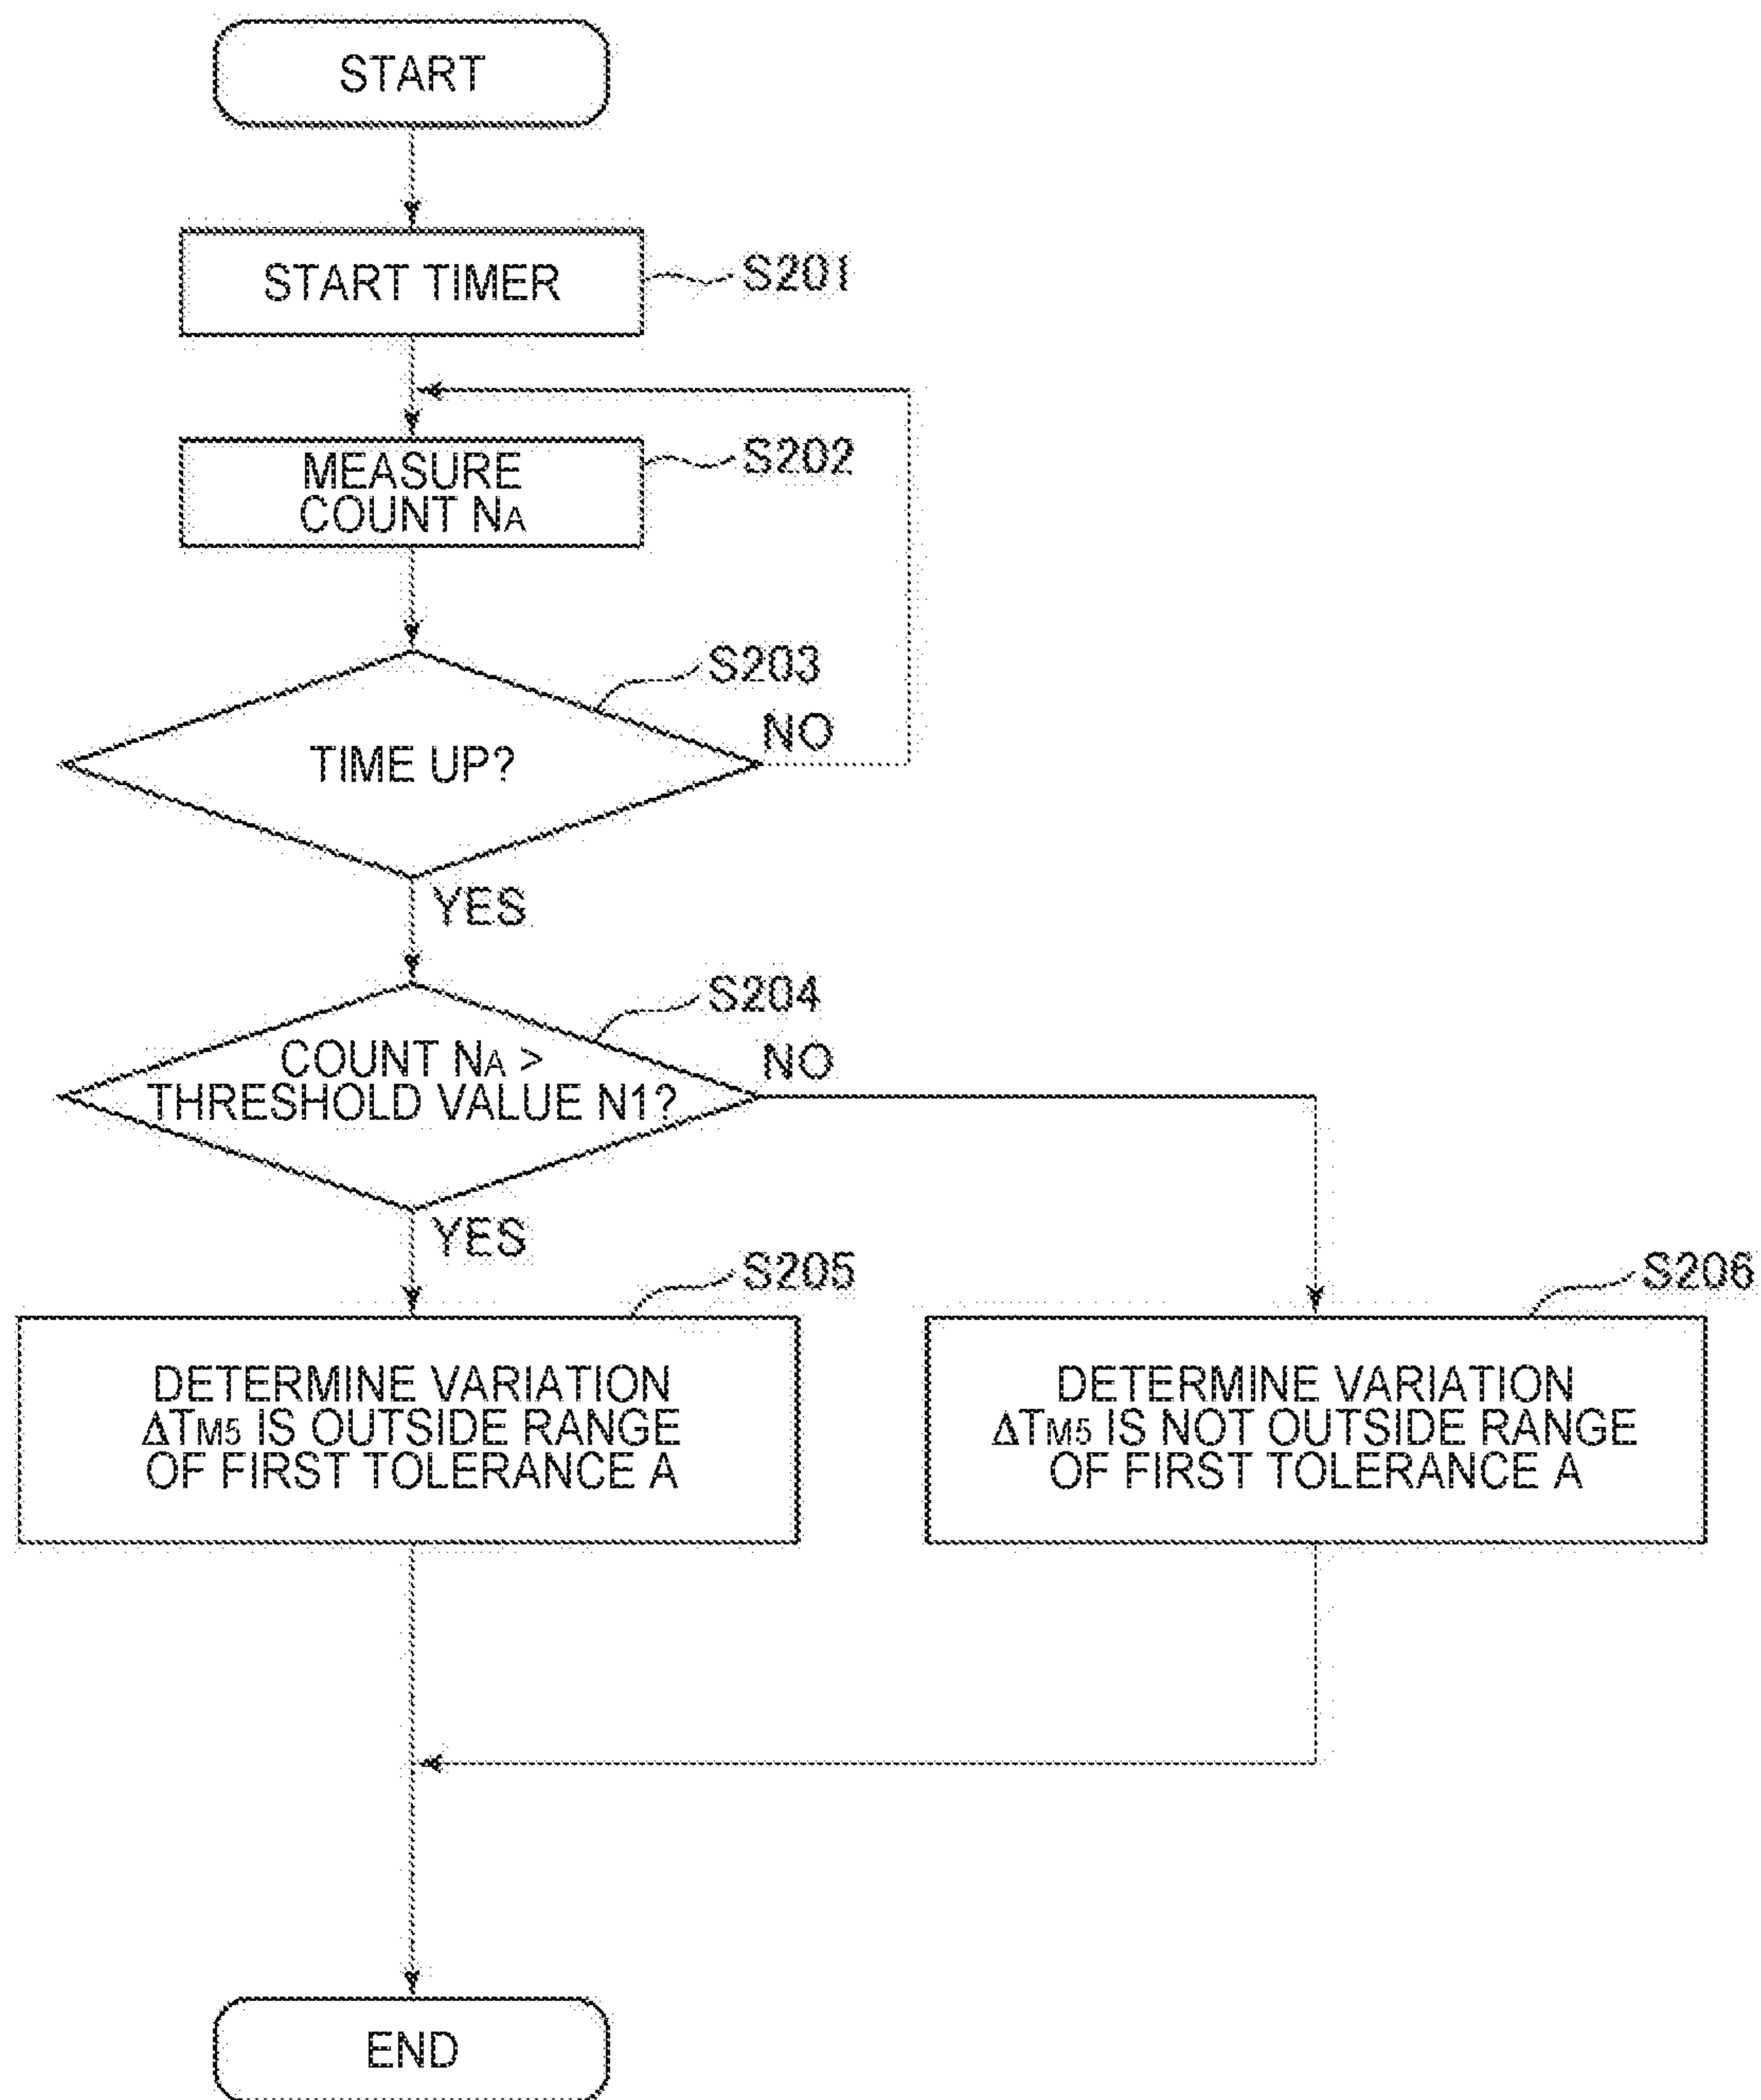 START
START TIMER
S201
MEASURE
COUNT NA
S202
S203
TIME UP?
NO
YES
S204
COUNT NA >
THRESHOLD VALUE N1?
NO
YES
S205
DETERMINE VARIATION
ΔTM5 IS OUTSIDE RANGE
OF FIRST TOLERANCE A
S206
DETERMINE VARIATION
ΔTM5 IS NOT OUTSIDE RANGE
OF FIRST TOLERANCE A
END